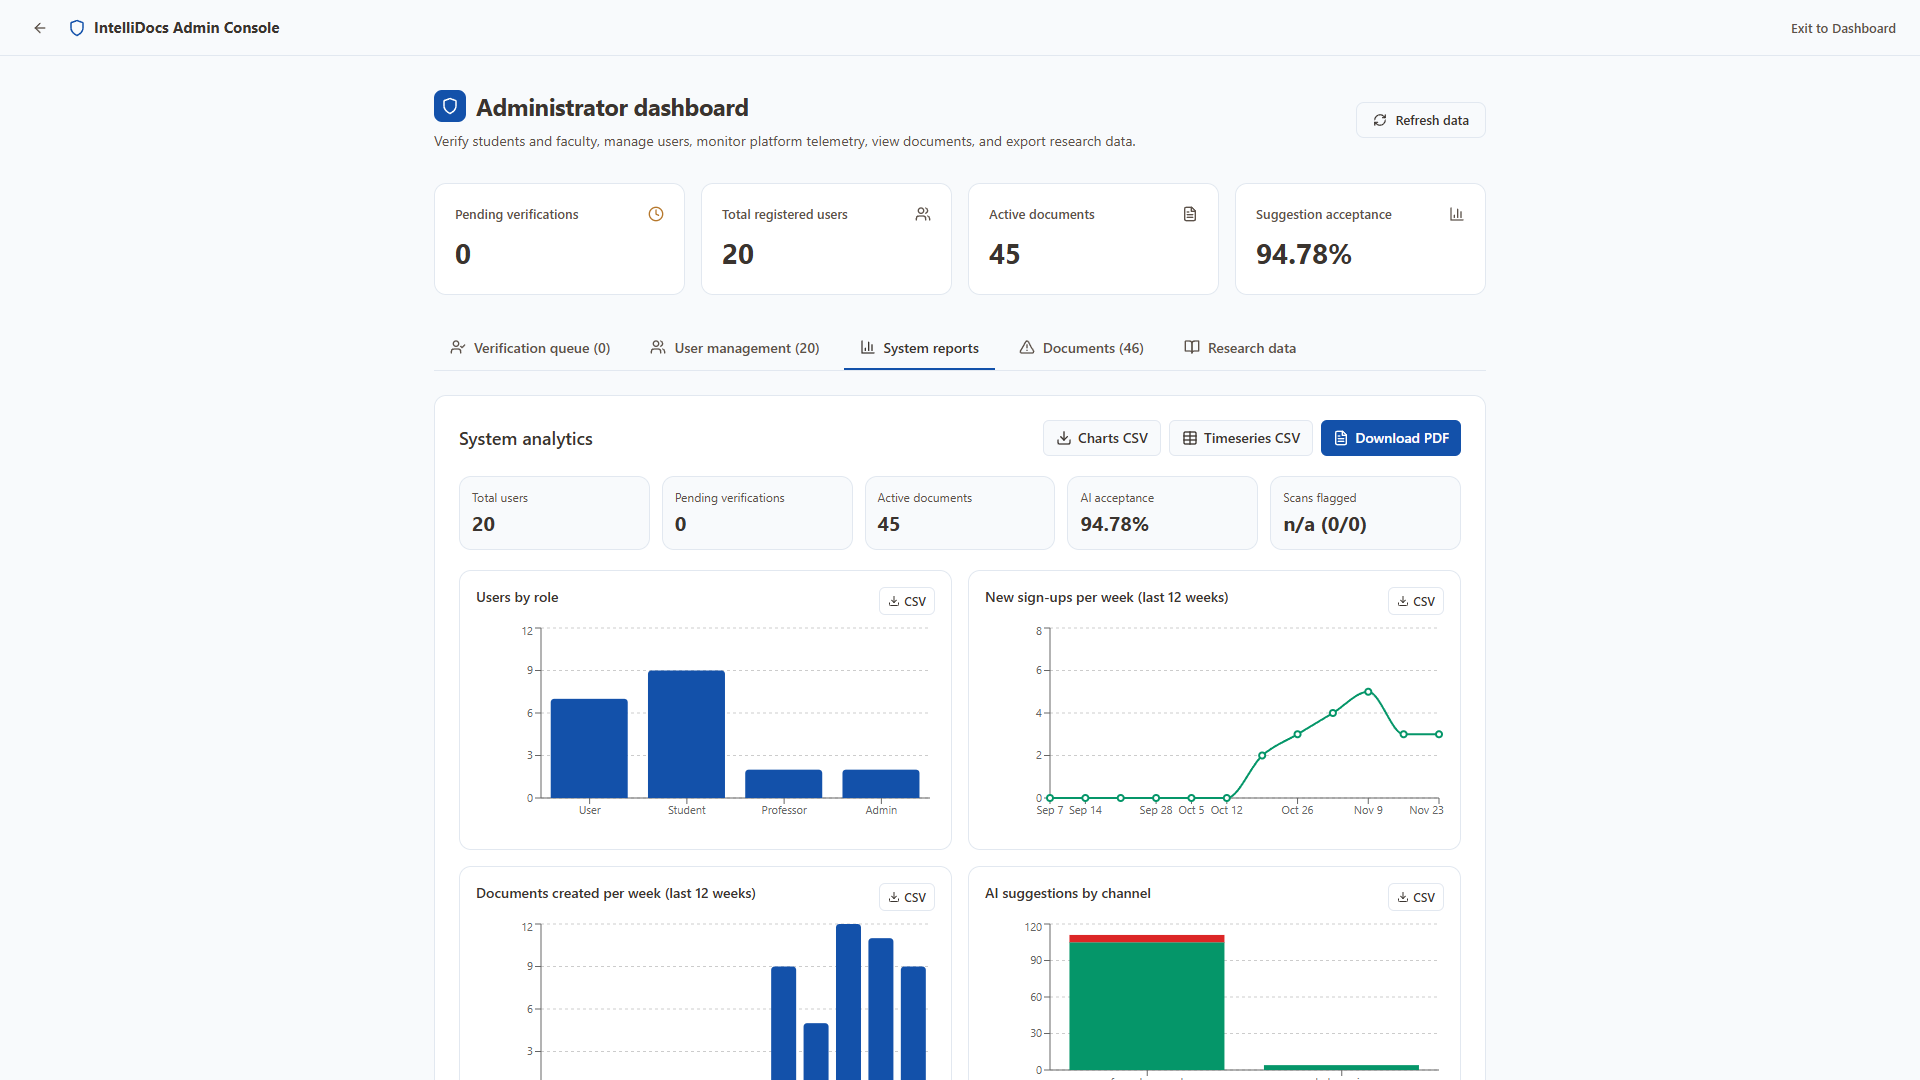 IntelliDocs Admin Console
Exit to Dashboard
Administrator dashboard
Refresh data
Verify students and faculty, manage users, monitor platform telemetry, view documents, and export research data.
Pending verifications
0
Total registered users
20
Active documents
45
Suggestion acceptance
94.78%
Verification queue (0)
User management (20)
System reports
Documents (46)
Research data
System analytics
Charts CSV
Timeseries CSV
Download PDF
Total users
20
Pending verifications
0
Active documents
45
AI acceptance
94.78%
Scans flagged
n/a (0/0)
Users by role
CSV
12
9
6
3
0
User
Student
Professor
Admin
New sign-ups per week (last 12 weeks)
CSV
8
6
4
2
0
Sep 7
Sep 14
Sep 28
Oct 5
Oct 12
Oct 26
Nov 9
Nov 23
Documents created per week (last 12 weeks)
CSV
12
9
6
3
AI suggestions by channel
CSV
120
90
60
30
0